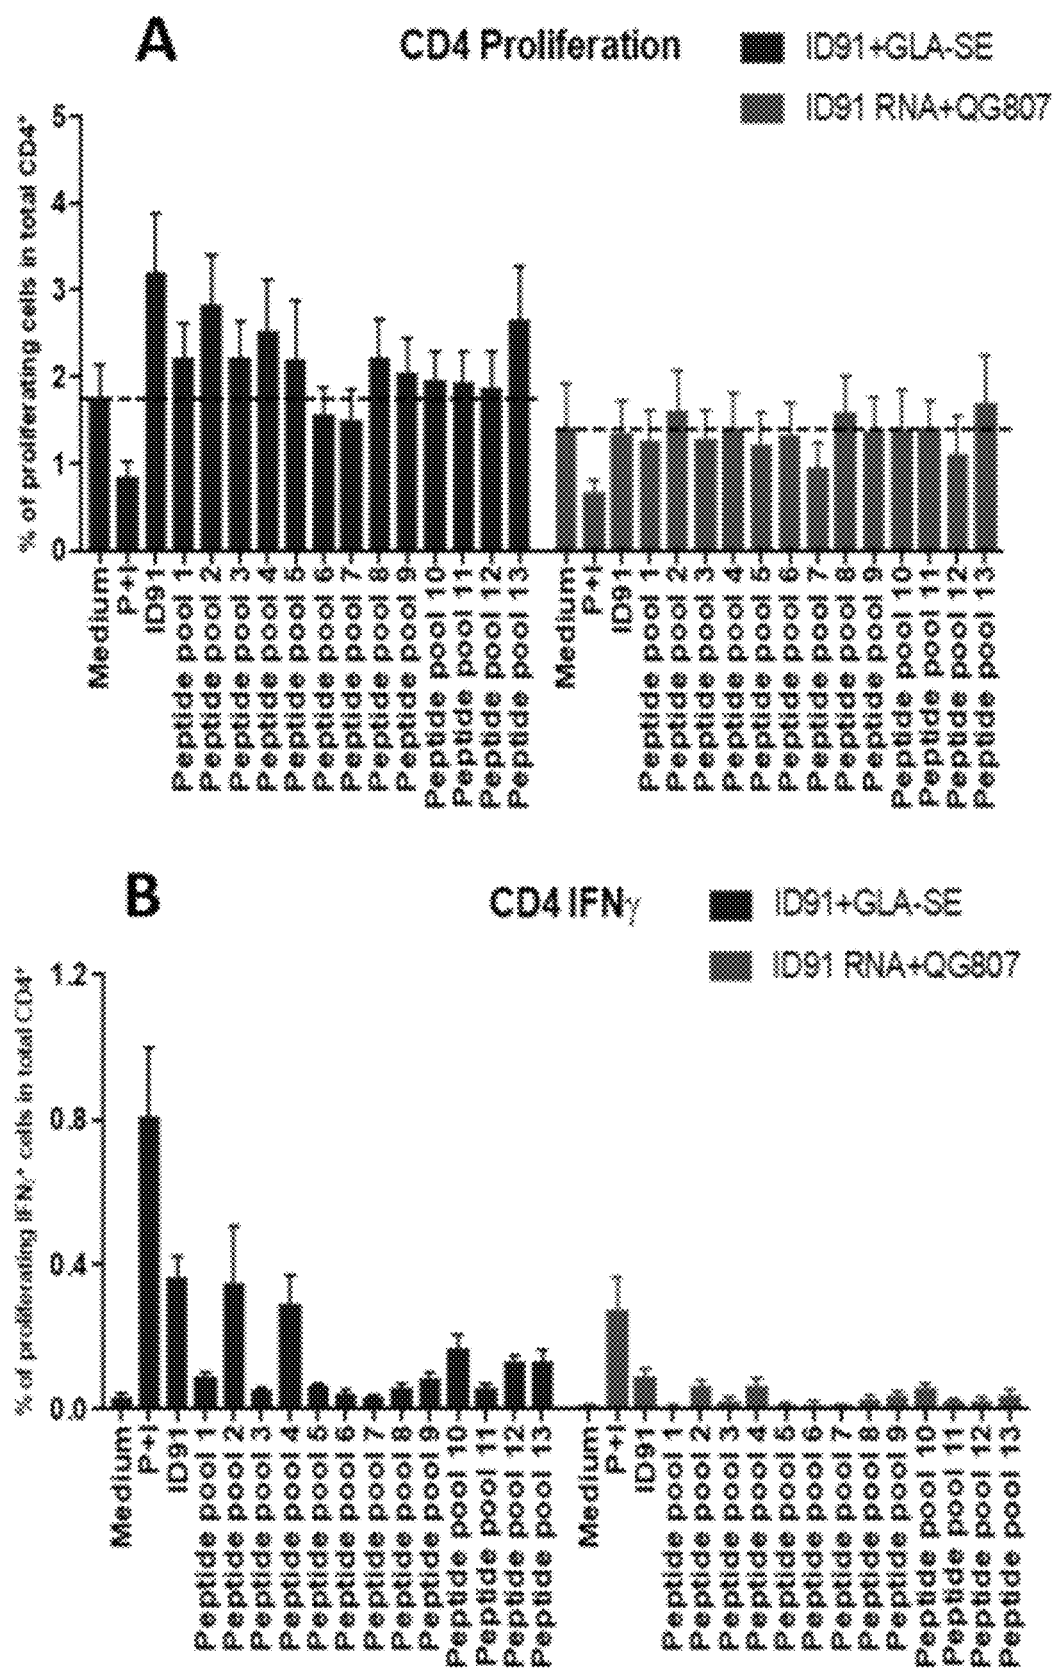 A
CD4 Proliferation
ID91+GLA-SE
ID91 RNA+QG807
% of proliferating cells in total CD4⁺
5
4
3
2
1
0
Medium
P+I
ID91
Peptide pool 1
Peptide pool 2
Peptide pool 3
Peptide pool 4
Peptide pool 5
Peptide pool 6
Peptide pool 7
Peptide pool 8
Peptide pool 9
Peptide pool 10
Peptide pool 11
Peptide pool 12
Peptide pool 13
Medium
P+I
ID91
Peptide pool 1
Peptide pool 2
Peptide pool 3
Peptide pool 4
Peptide pool 5
Peptide pool 6
Peptide pool 7
Peptide pool 8
Peptide pool 9
Peptide pool 10
Peptide pool 11
Peptide pool 12
Peptide pool 13
B
CD4 IFNγ
ID91+GLA-SE
ID91 RNA+QG807
% of proliferating IFNγ⁺ cells in total CD4⁺
1.2
0.8
0.4
0.0
Medium
P+I
ID91
Peptide pool 1
Peptide pool 2
Peptide pool 3
Peptide pool 4
Peptide pool 5
Peptide pool 6
Peptide pool 7
Peptide pool 8
Peptide pool 9
Peptide pool 10
Peptide pool 11
Peptide pool 12
Peptide pool 13
Medium
P+I
ID91
Peptide pool 1
Peptide pool 2
Peptide pool 3
Peptide pool 4
Peptide pool 5
Peptide pool 6
Peptide pool 7
Peptide pool 8
Peptide pool 9
Peptide pool 10
Peptide pool 11
Peptide pool 12
Peptide pool 13